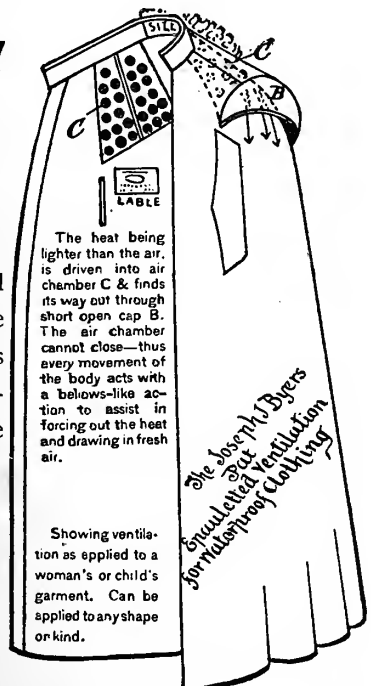 SIZE
C
C
B
LABLE
The heat being
lighter than the air,
is driven into air
chamber C & finds
its way out through
short open cap B.
The air chamber
cannot close—thus
every movement of
the body acts with
a bellows-like ac-
tion to assist in
forcing out the heat
and drawing in fresh
air.
The Joseph J Byers
Pat
Epauletted Ventilation
for Waterproof Clothing
Showing ventila-
tion as applied to a
woman's or child's
garment. Can be
applied to any shape
or kind.